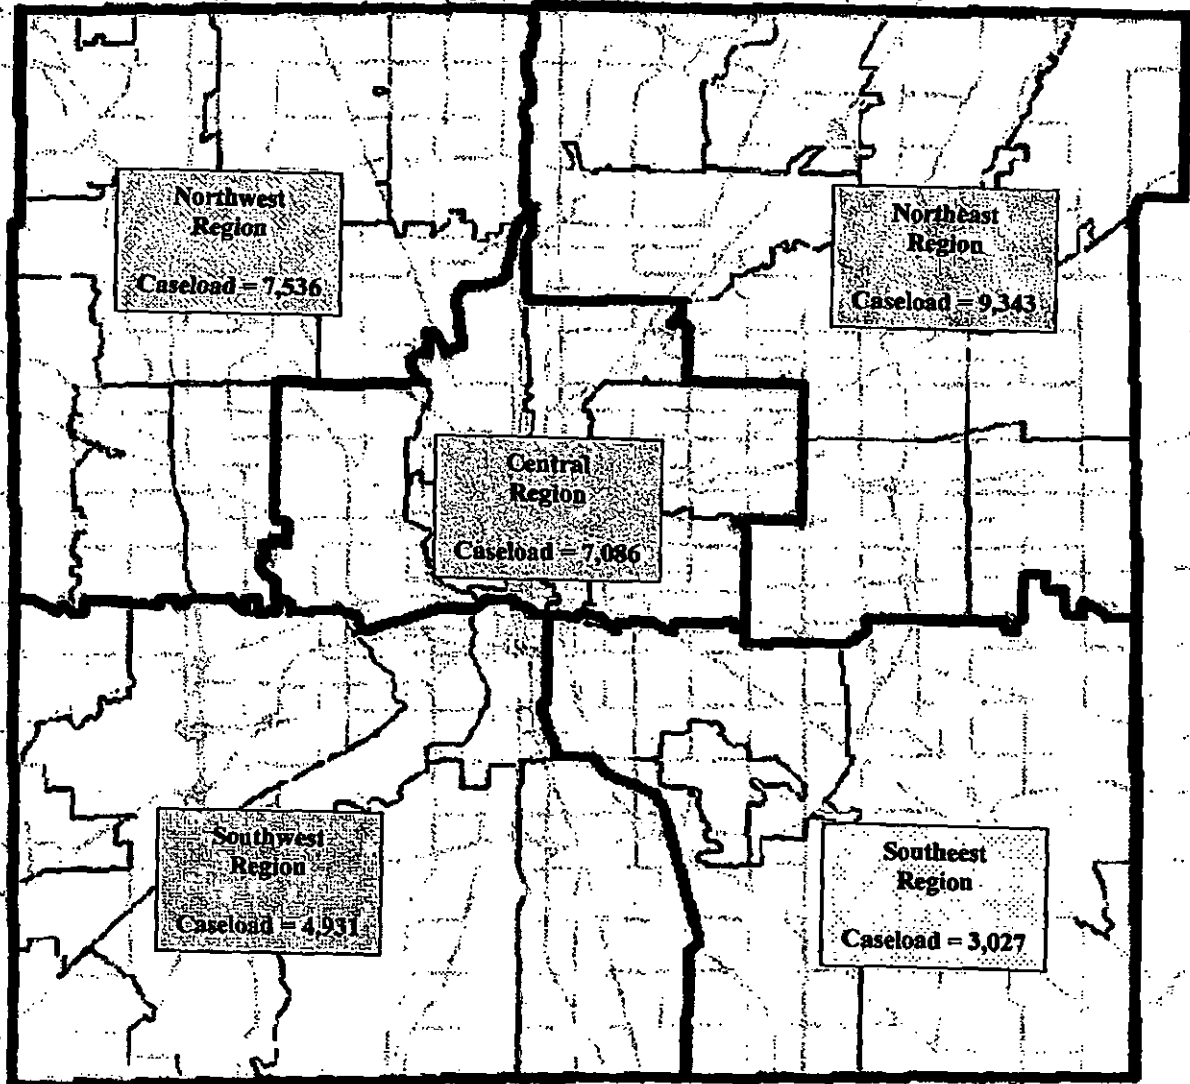 Northwest
Region
Caseload = 7,536
Northeast
Region
Caseload = 9,343
Central
Region
Caseload = 7,086
Southwest
Region
Caseload = 4,931
Southeest
Region
Caseload = 3,027